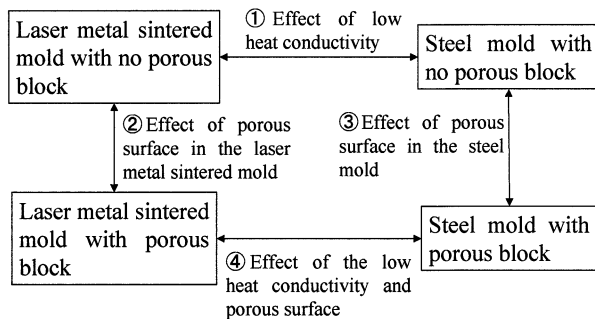 Laser metal sintered
mold with no porous
block
① Effect of low
heat conductivity
Steel mold with
no porous block
② Effect of porous
surface in the laser
metal sintered mold
③ Effect of porous
surface in the steel
mold
Laser metal sintered
mold with porous
block
④ Effect of the low
heat conductivity and
porous surface
Steel mold with
porous block